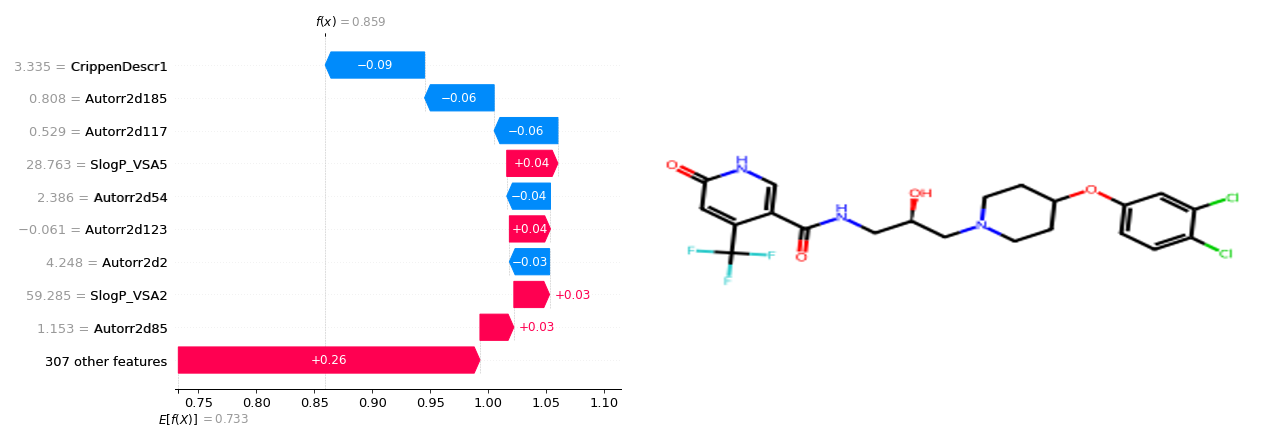 f(x) = 0.859
3.335 = CrippenDescr1
−0.09
0.808 = Autorr2d185
−0.06
0.529 = Autorr2d117
−0.06
28.763 = SlogP_VSA5
+0.04
2.386 = Autorr2d54
−0.04
−0.061 = Autorr2d123
+0.04
4.248 = Autorr2d2
−0.03
59.285 = SlogP_VSA2
+0.03
1.153 = Autorr2d85
+0.03
307 other features
+0.26
0.75 0.80 0.85 0.90 0.95 1.00 1.05 1.10
E[f(X)] = 0.733
H
N
O
F
F
F
O
H
N
OH
N
O
Cl
Cl